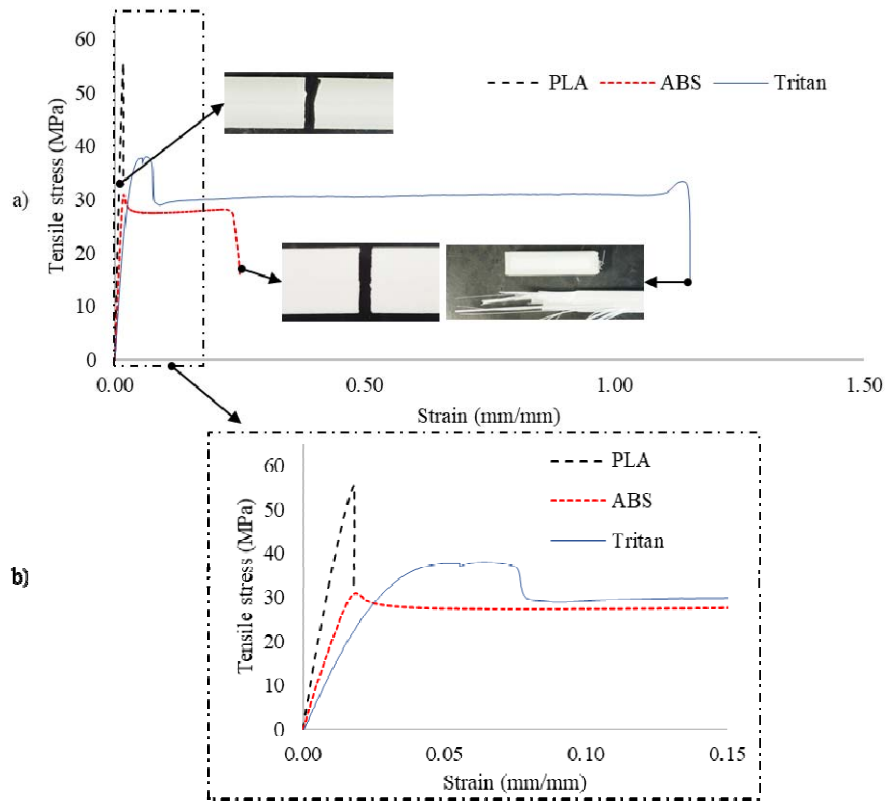 a)
Tensile stress (MPa)
60
50
40
30
20
10
0
PLA
ABS
Tritan
0.00
0.50
1.00
1.50
Strain (mm/mm)
b)
Tensile stress (MPa)
60
50
40
30
20
10
0
PLA
ABS
Tritan
0.00
0.05
0.10
0.15
Strain (mm/mm)